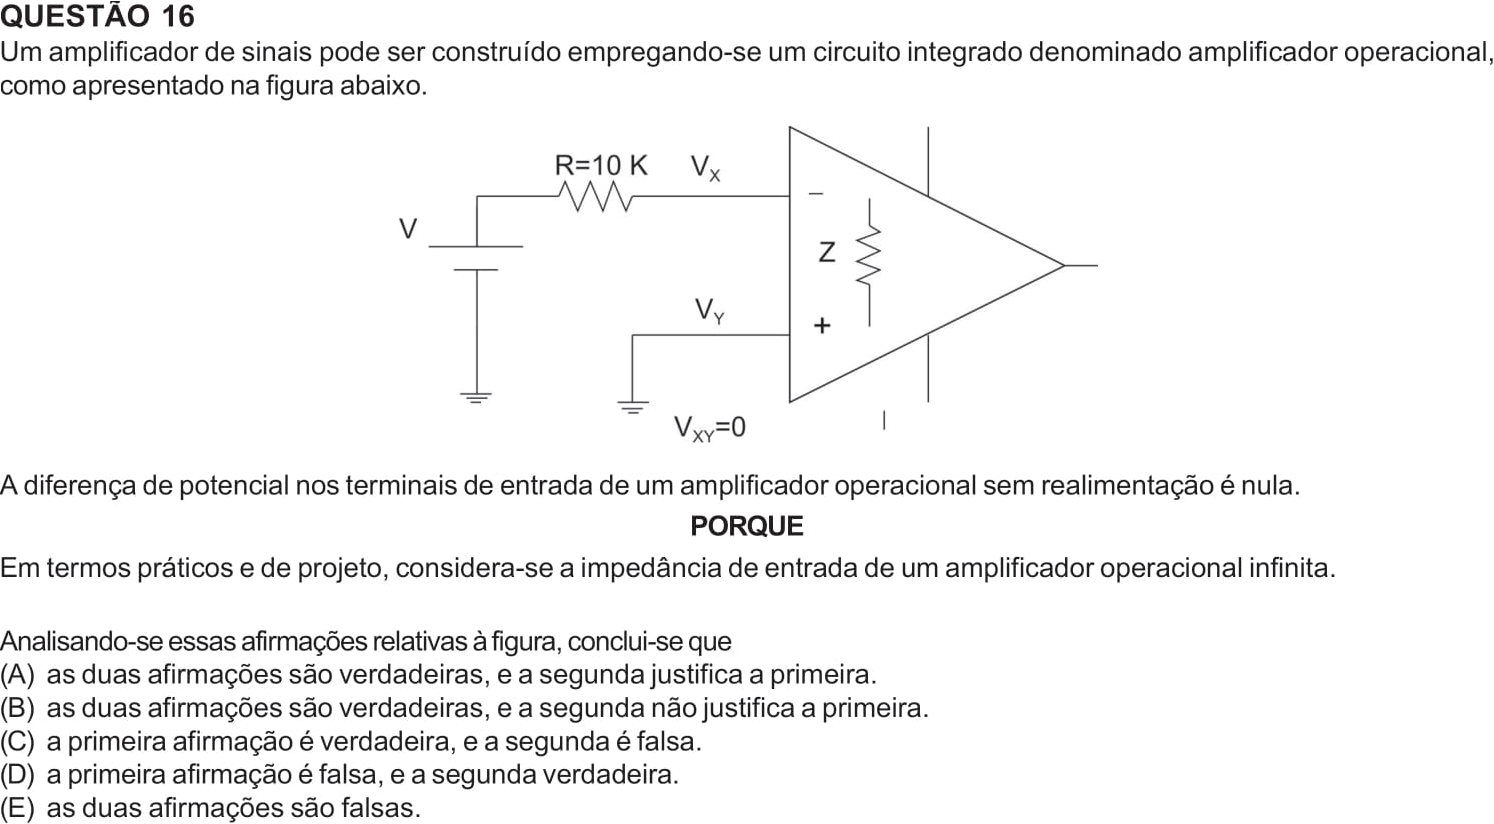 QUESTÃO 16
Um amplificador de sinais pode ser construído empregando-se um circuito integrado denominado amplificador operacional,
como apresentado na figura abaixo.
R=10 K
VX
V
–
Z
VY
+
VXY=0
A diferença de potencial nos terminais de entrada de um amplificador operacional sem realimentação é nula.
PORQUE
Em termos práticos e de projeto, considera-se a impedância de entrada de um amplificador operacional infinita.
Analisando-se essas afirmações relativas à figura, conclui-se que
(A) as duas afirmações são verdadeiras, e a segunda justifica a primeira.
(B) as duas afirmações são verdadeiras, e a segunda não justifica a primeira.
(C) a primeira afirmação é verdadeira, e a segunda é falsa.
(D) a primeira afirmação é falsa, e a segunda verdadeira.
(E) as duas afirmações são falsas.